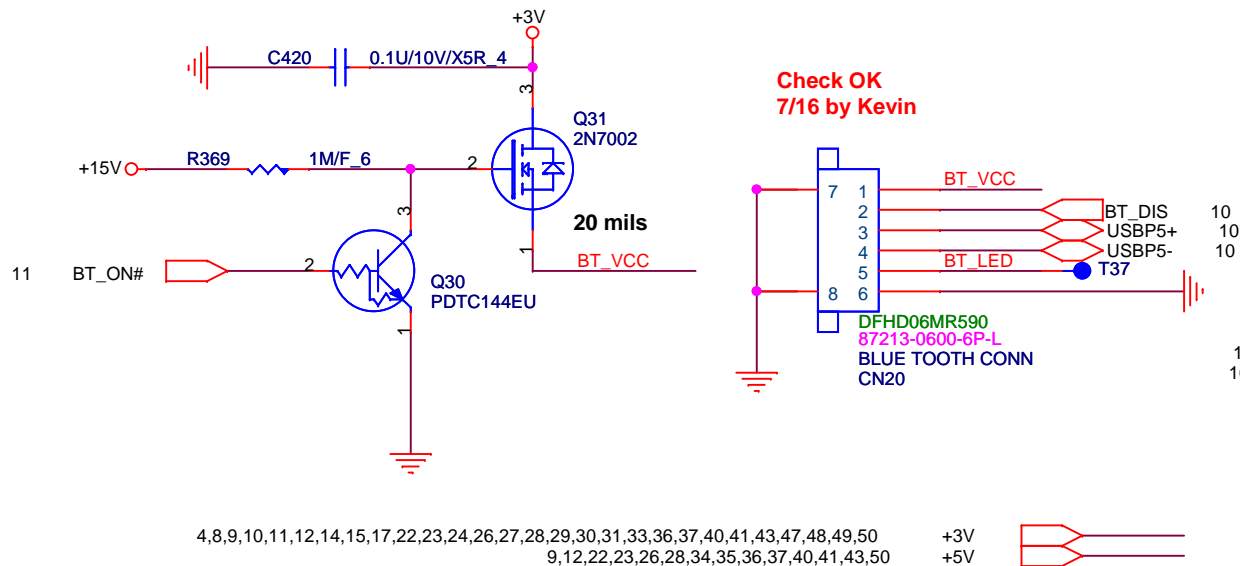 +3V
C420 0.1U/10V/X5R_4
3
Q31
2N7002
+15V R369 1M/F_6 2
3
20 mils
1
BT_VCC
11 BT_ON# 2
Q30
PDTC144EU
1
Check OK
7/16 by Kevin
7 1 BT_VCC
2 BT_DIS 10
3 USBP5+ 10
4 USBP5- 10
5 BT_LED T37
8 6
DFHD06MR590
87213-0600-6P-L
BLUE TOOTH CONN
CN20
4,8,9,10,11,12,14,15,17,22,23,24,26,27,28,29,30,31,33,36,37,40,41,43,47,48,49,50 +3V
9,12,22,23,26,28,34,35,36,37,40,41,43,50 +5V